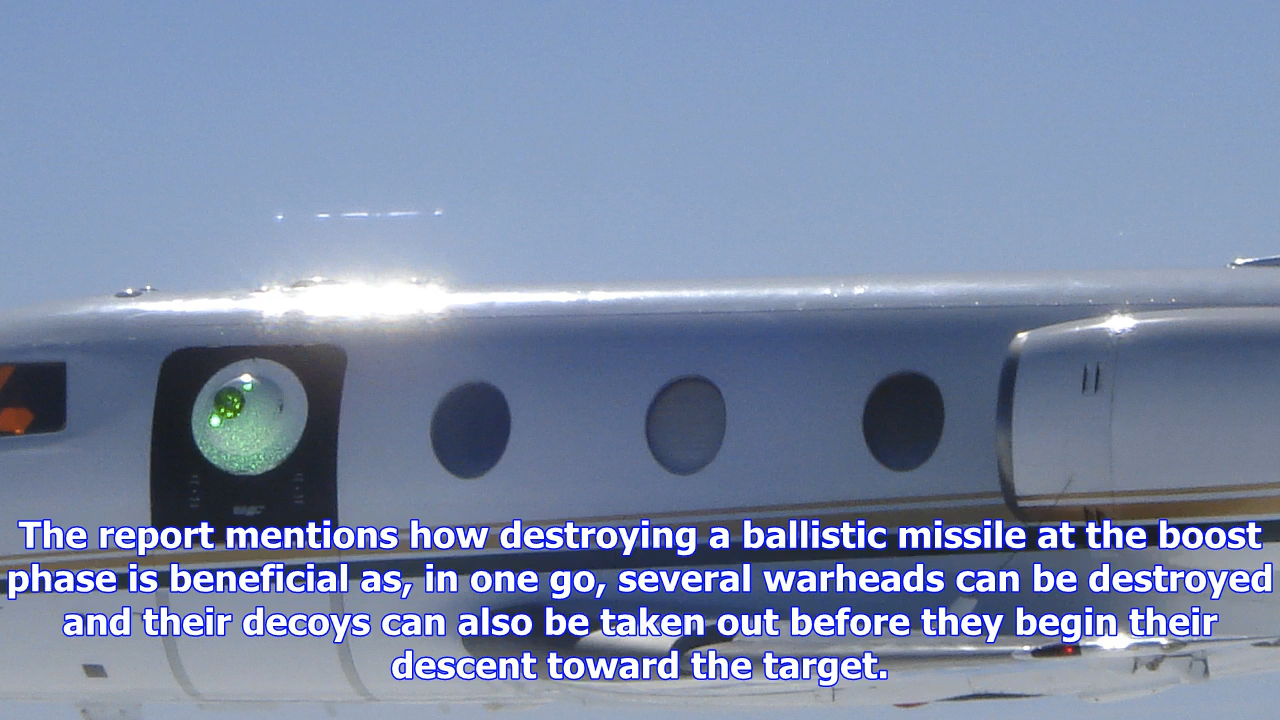 The report mentions how destroying a ballistic missile at the boost
phase is beneficial as, in one go, several warheads can be destroyed
and their decoys can also be taken out before they begin their
descent toward the target.